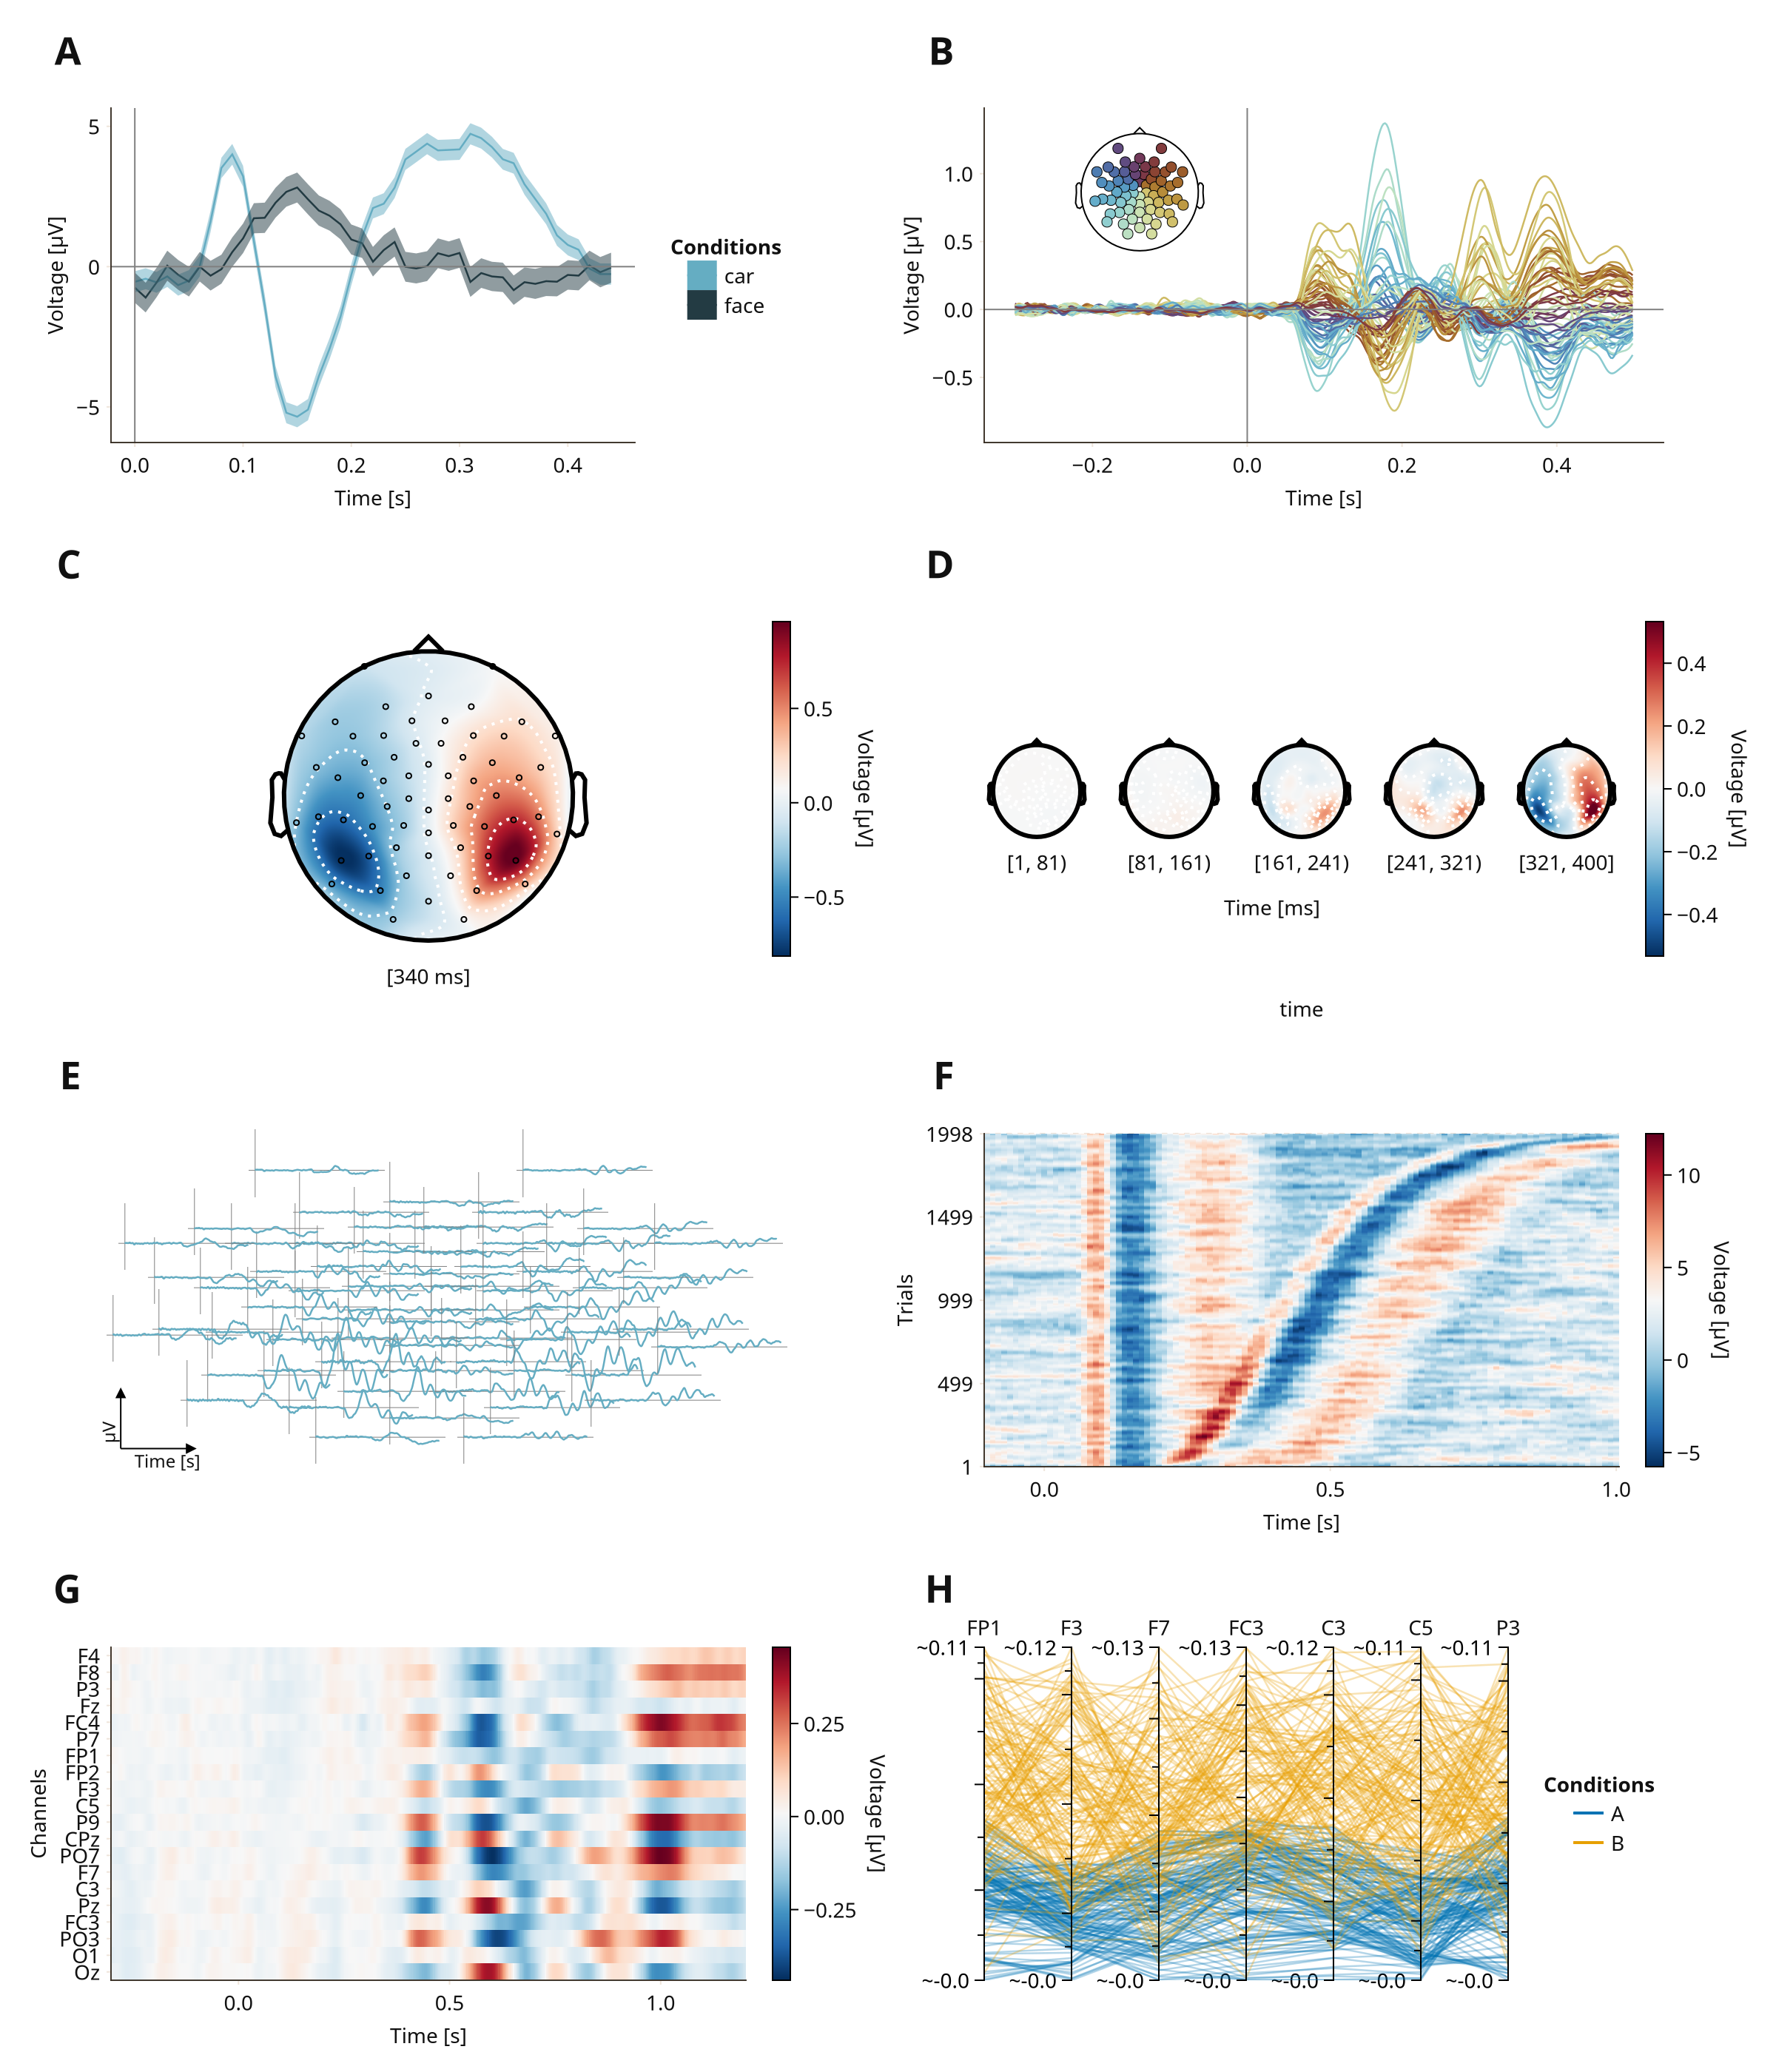 A
5
0
−5
Voltage [µV]
0.0
0.1
0.2
0.3
0.4
Time [s]
Conditions
car
face
B
1.0
0.5
0.0
−0.5
Voltage [µV]
−0.2
0.0
0.2
0.4
Time [s]
C
[340 ms]
0.5
0.0
−0.5
Voltage [µV]
D
[1, 81)
[81, 161)
[161, 241)
[241, 321)
[321, 400]
Time [ms]
time
0.4
0.2
0.0
−0.2
−0.4
Voltage [µV]
E
µV
Time [s]
F
1998
1499
999
499
1
Trials
0.0
0.5
1.0
Time [s]
10
5
0
−5
Voltage [µV]
G
F4
F8
P3
Fz
FC4
P7
FP1
FP2
F3
C5
P9
CPz
PO7
F7
C3
Pz
FC3
PO3
O1
Oz
Channels
0.0
0.5
1.0
Time [s]
0.25
0.00
−0.25
Voltage [µV]
H
FP1
F3
F7
FC3
C3
C5
P3
~0.11
~0.12
~0.13
~0.13
~0.12
~0.11
~0.11
~-0.0
~-0.0
~-0.0
~-0.0
~-0.0
~-0.0
~-0.0
Conditions
A
B